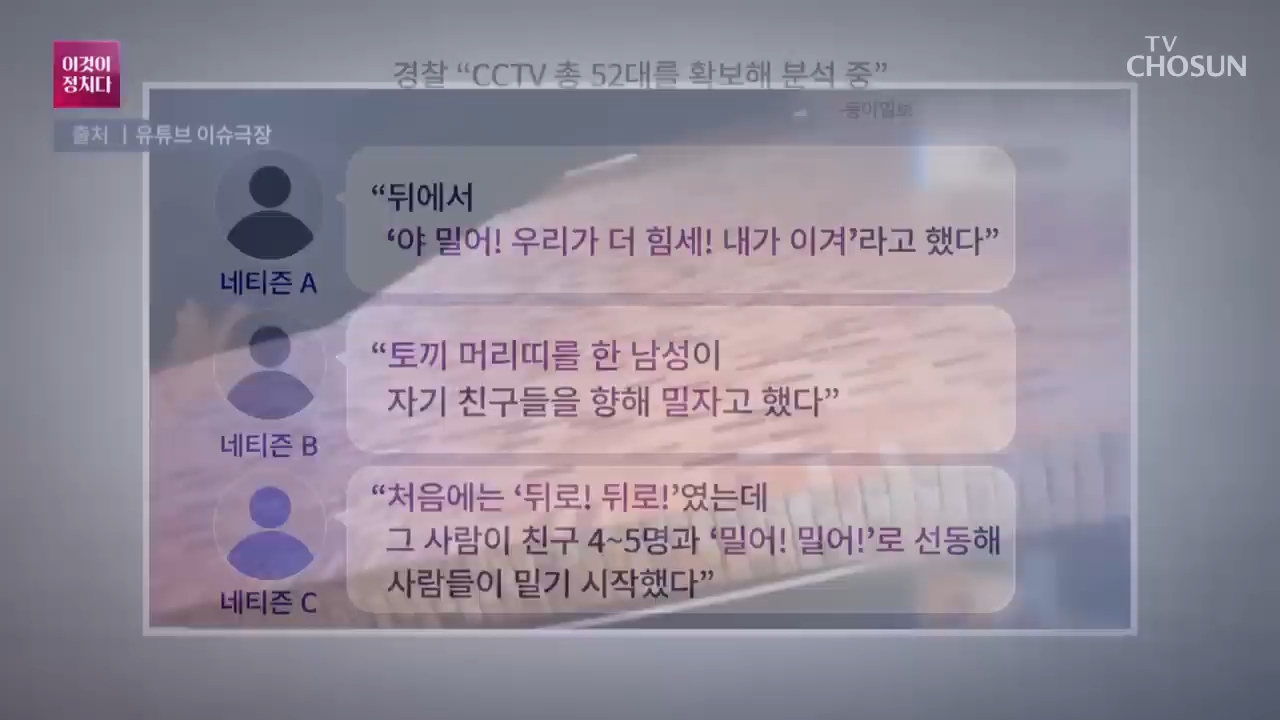 이것이
정치다
TV
CHOSUN
경찰 “CCTV 총 52대를 확보해 분석 중”
출처 | 유튜브 이슈극장
“뒤에서
‘야 밀어! 우리가 더 힘세! 내가 이겨’라고 했다”
네티즌 A
“토끼 머리띠를 한 남성이
자기 친구들을 향해 밀자고 했다”
네티즌 B
“처음에는 ‘뒤로! 뒤로!’였는데
그 사람이 친구 4~5명과 ‘밀어! 밀어!’로 선동해
사람들이 밀기 시작했다”
네티즌 C